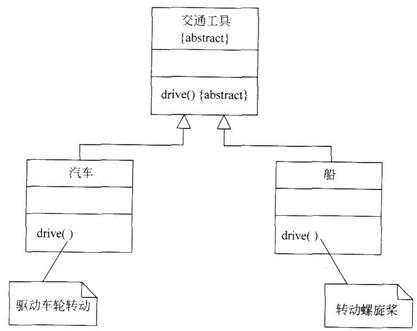 交通工具
{abstract}
drive() {abstract}
汽车
船
drive( )
drive( )
驱动车轮转动
转动螺旋桨